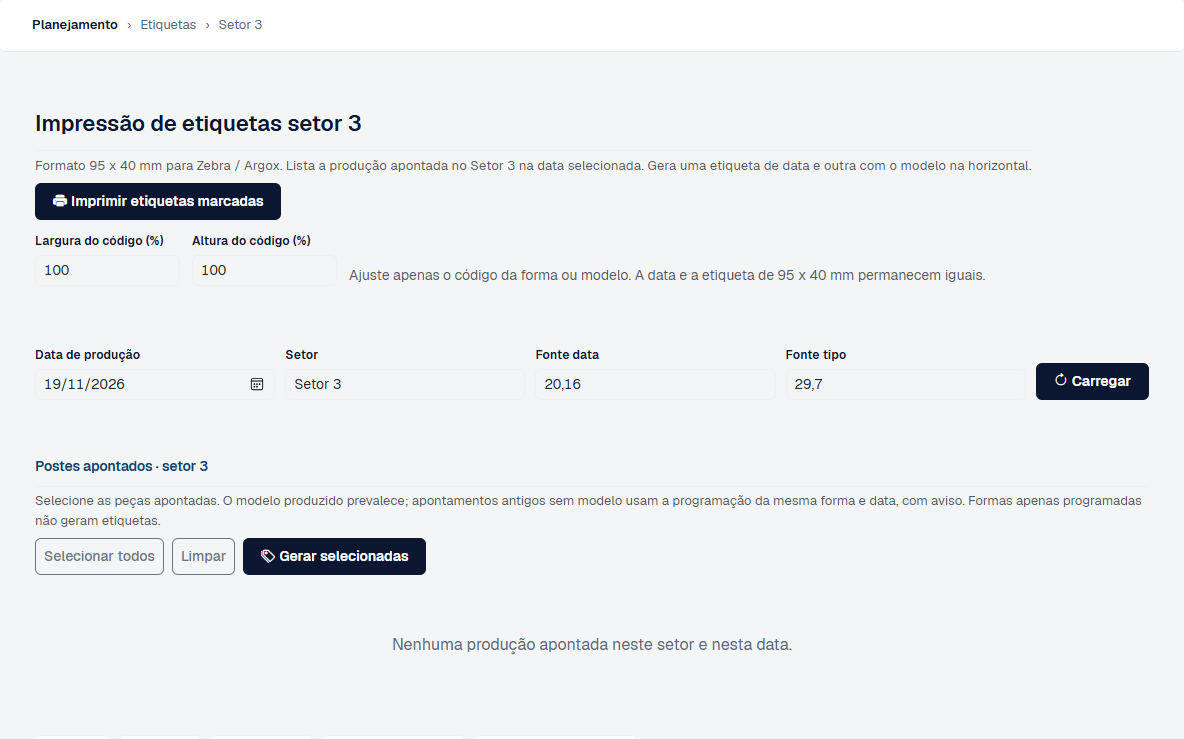 Planejamento › Etiquetas › Setor 3
Impressão de etiquetas setor 3
Formato 95 x 40 mm para Zebra / Argox. Lista a produção apontada no Setor 3 na data selecionada. Gera uma etiqueta de data e outra com o modelo na horizontal.
Imprimir etiquetas marcadas
Largura do código (%) Altura do código (%)
100 100 Ajuste apenas o código da forma ou modelo. A data e a etiqueta de 95 x 40 mm permanecem iguais.
Data de produção Setor Fonte data Fonte tipo
19/11/2026 Setor 3 20,16 29,7 Carregar
Postes apontados · setor 3
Selecione as peças apontadas. O modelo produzido prevalece; apontamentos antigos sem modelo usam a programação da mesma forma e data, com aviso. Formas apenas programadas
não geram etiquetas.
Selecionar todos Limpar Gerar selecionadas
Nenhuma produção apontada neste setor e nesta data.